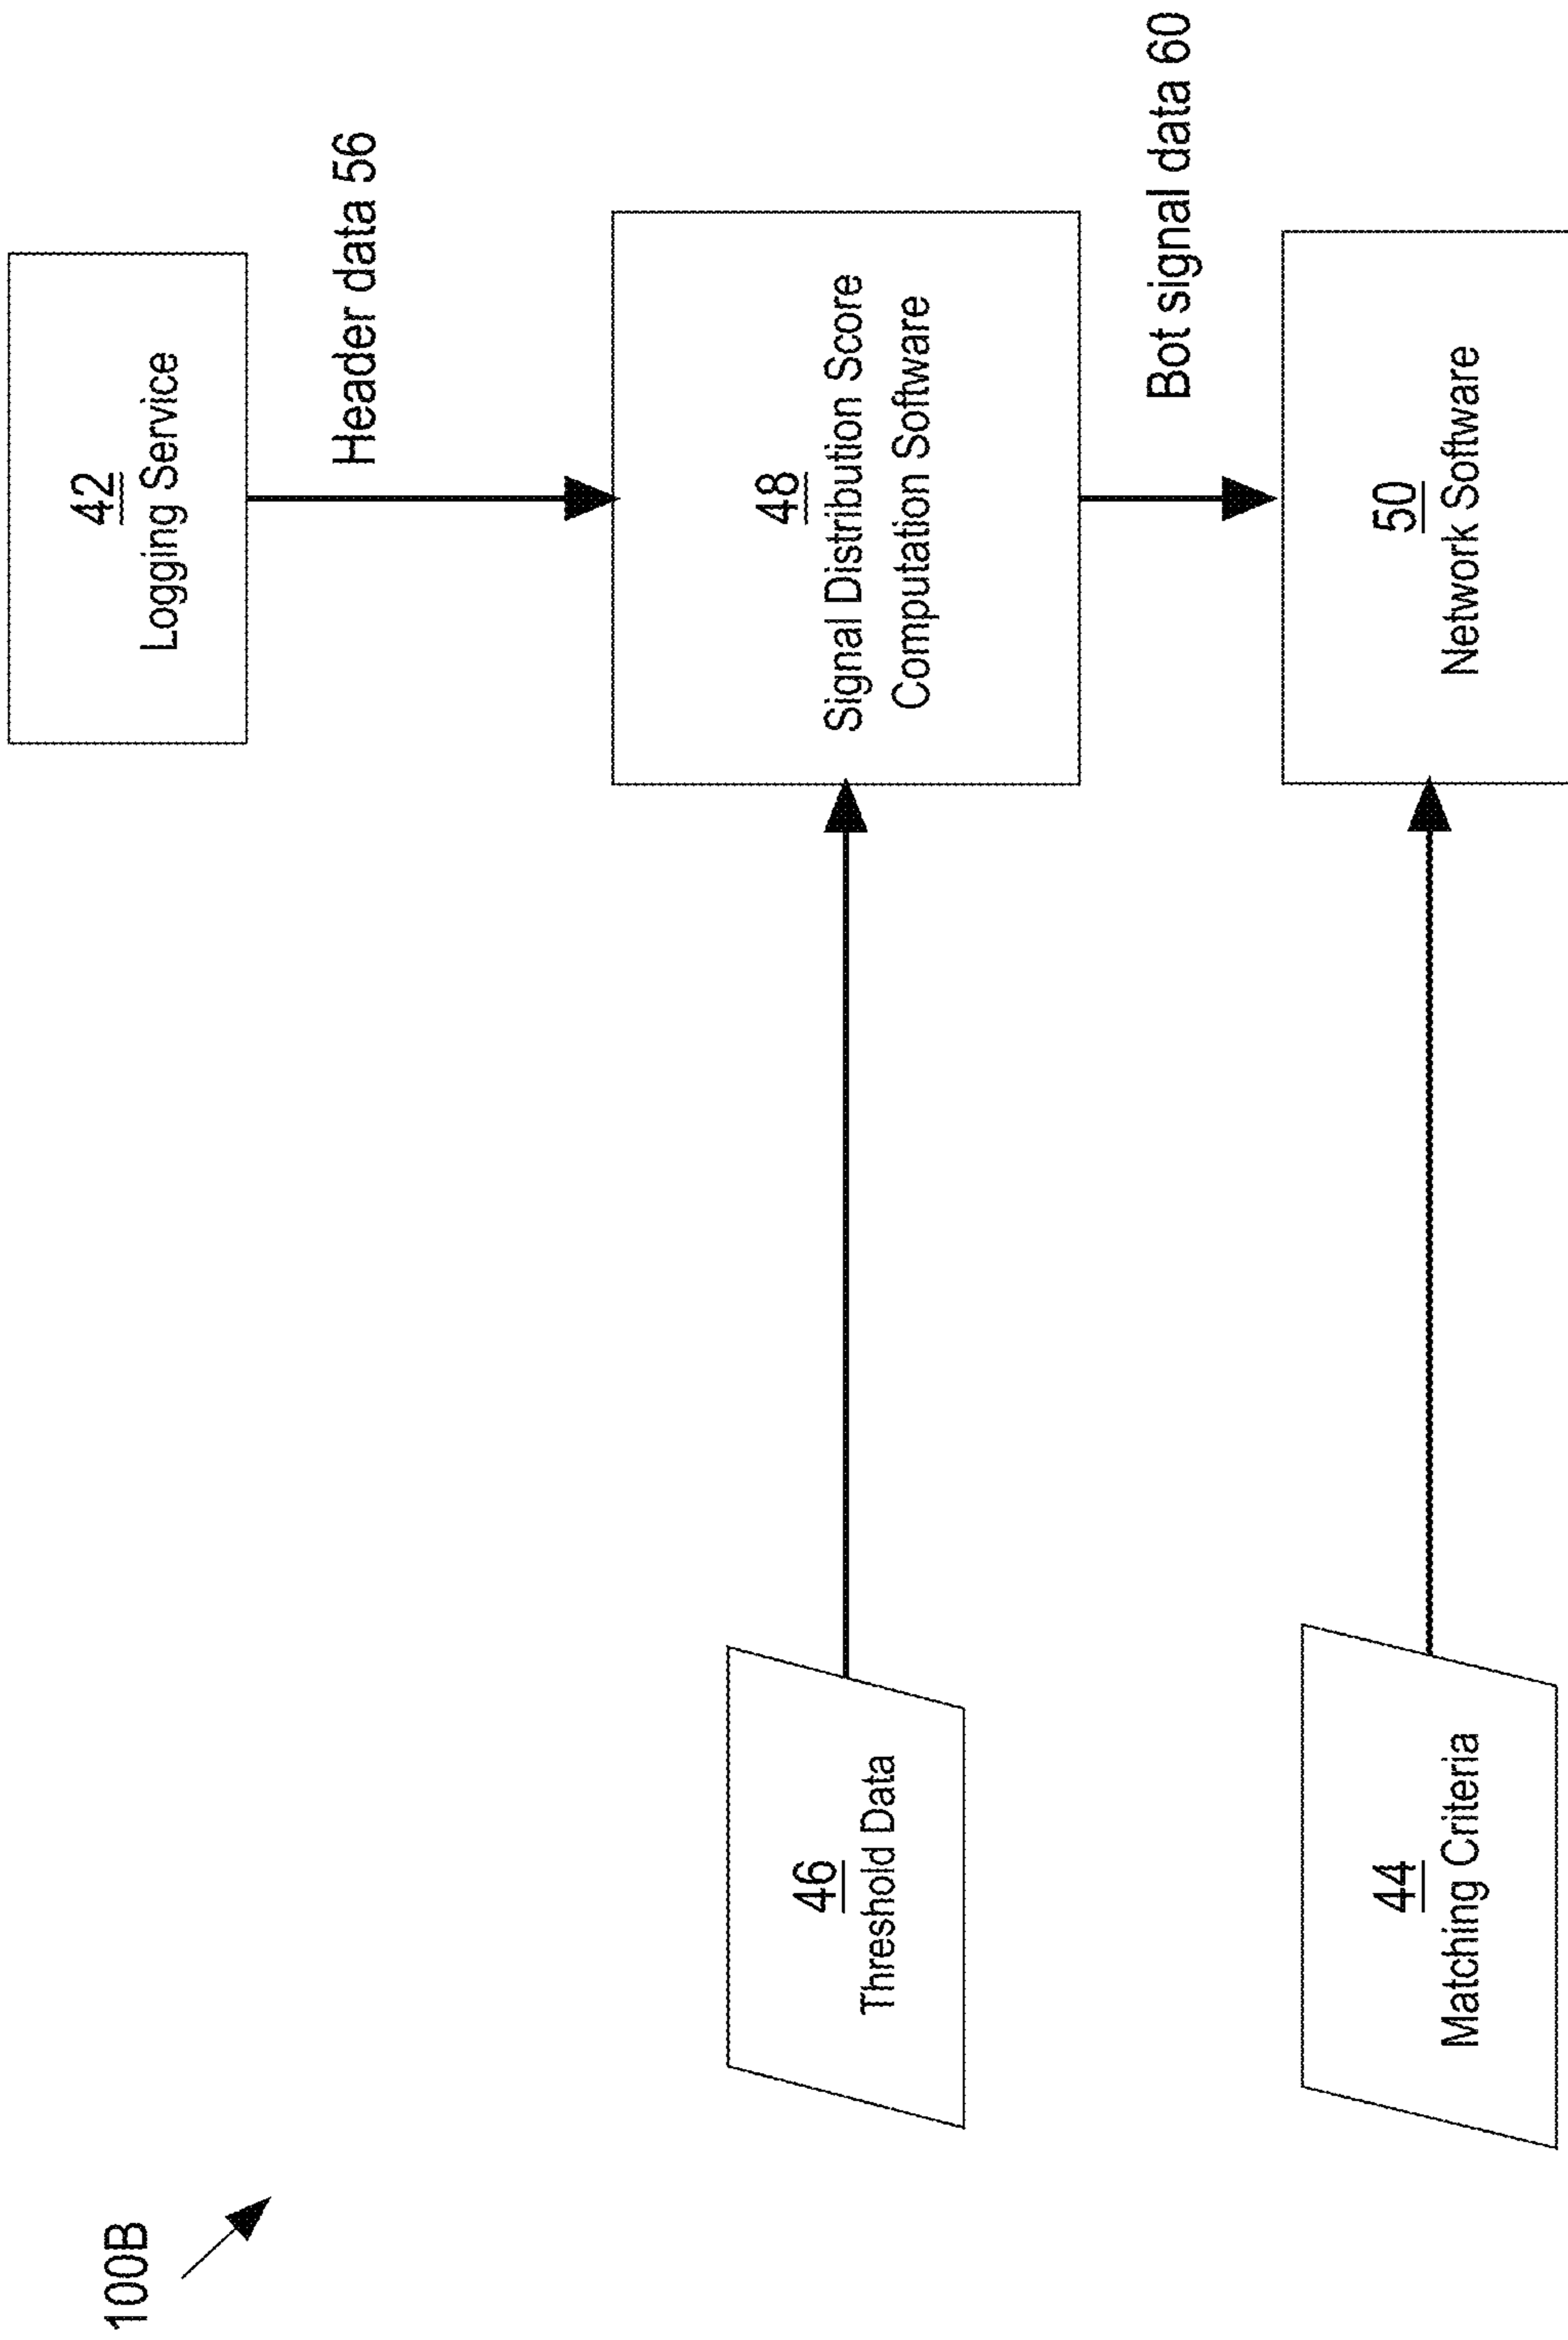 100B
42
Logging Service
Header data 56
46
Threshold Data
48
Signal Distribution Score
Computation Software
Bot signal data 60
44
Matching Criteria
50
Network Software